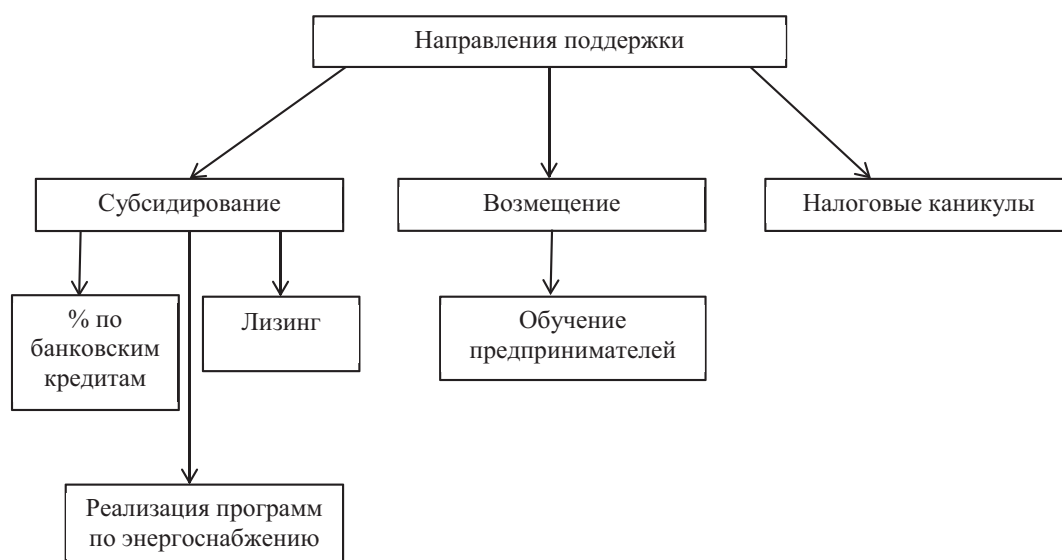 Направления поддержки
Субсидирование
Возмещение
Налоговые каникулы
% по
банковским
кредитам
Лизинг
Обучение
предпринимателей
Реализация программ
по энергоснабжению